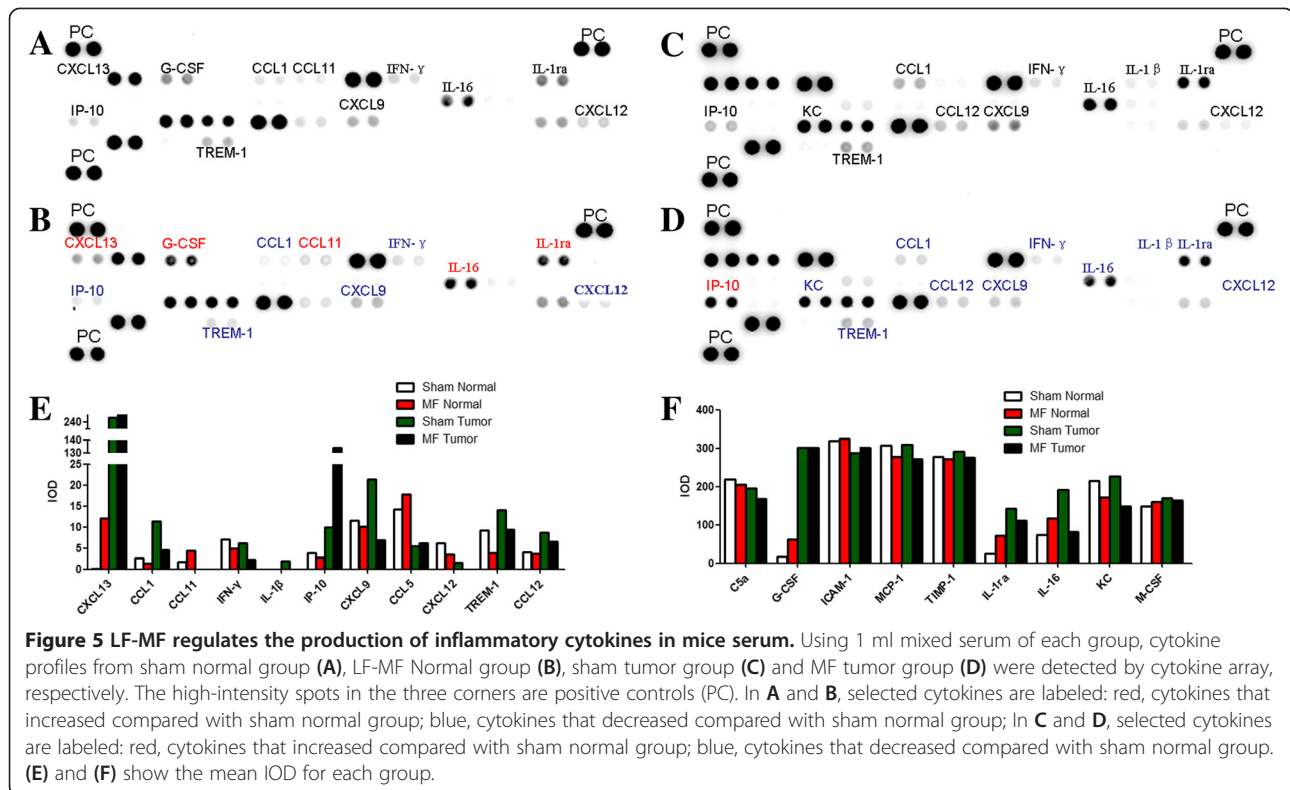 A
PC
PC
CXCL13 G-CSF CCL1 CCL11 IFN-γ IL-1ra
IL-16
IP-10 CXCL9 CXCL12
TREM-1
PC
C
PC
PC
CCL1 IFN-γ IL-1β IL-1ra
IL-16
IP-10 KC CCL12 CXCL9 CXCL12
TREM-1
PC
B
PC
PC
CXCL13 G-CSF CCL1 CCL11 IFN-γ IL-1ra
IL-16
IP-10 CXCL9 CXCL12
TREM-1
PC
D
PC
PC
CCL1 IFN-γ IL-1β IL-1ra
IL-16
IP-10 KC CCL12 CXCL9 CXCL12
TREM-1
PC
E
Sham Normal
MF Normal
Sham Tumor
MF Tumor
IOD
240
140
130
25
20
15
10
5
0
CXCL13 CCL1 CCL11 IFN-γ IL-1β IP-10 CXCL9 CCL5 CXCL12 TREM-1 CCL12
F
Sham Normal
MF Normal
Sham Tumor
MF Tumor
IOD
400
300
200
100
0
C5a G-CSF ICAM-1 MCP-1 TIMP-1 IL-1ra IL-16 KC M-CSF
Figure 5 LF-MF regulates the production of inflammatory cytokines in mice serum. Using 1 ml mixed serum of each group, cytokine
profiles from sham normal group (A), LF-MF Normal group (B), sham tumor group (C) and MF tumor group (D) were detected by cytokine array,
respectively. The high-intensity spots in the three corners are positive controls (PC). In A and B, selected cytokines are labeled: red, cytokines that
increased compared with sham normal group; blue, cytokines that decreased compared with sham normal group; In C and D, selected cytokines
are labeled: red, cytokines that increased compared with sham normal group; blue, cytokines that decreased compared with sham normal group.
(E) and (F) show the mean IOD for each group.